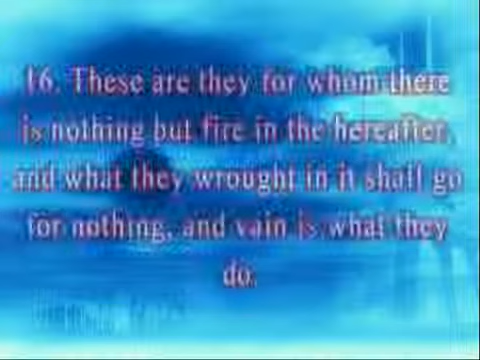 16. These are they for whom there
is nothing but fire in the hereafter,
and what they wrought in it shall go
for nothing, and vain is what they
do.